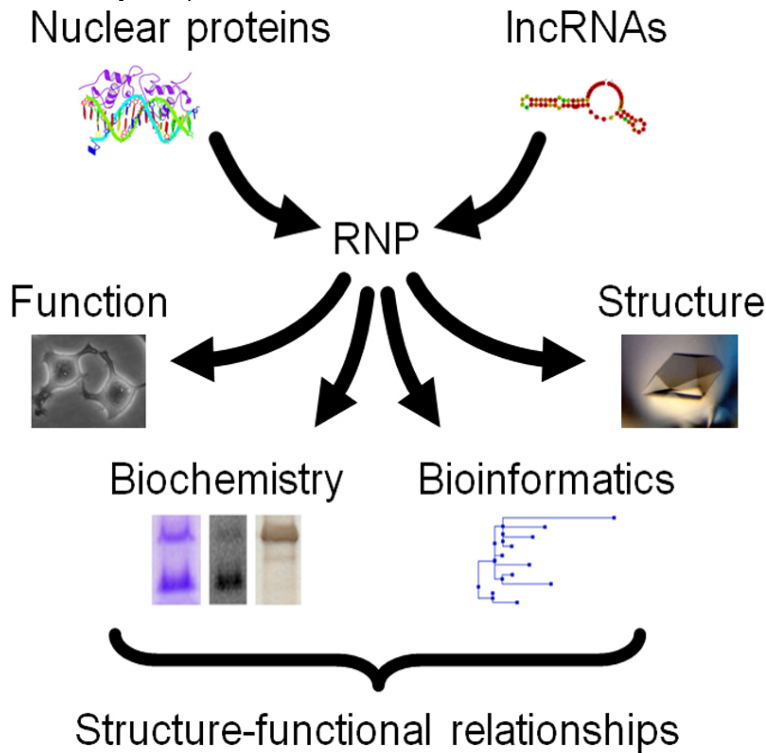 Nuclear proteins
lncRNAs
RNP
Function
Structure
Biochemistry
Bioinformatics
Structure-functional relationships